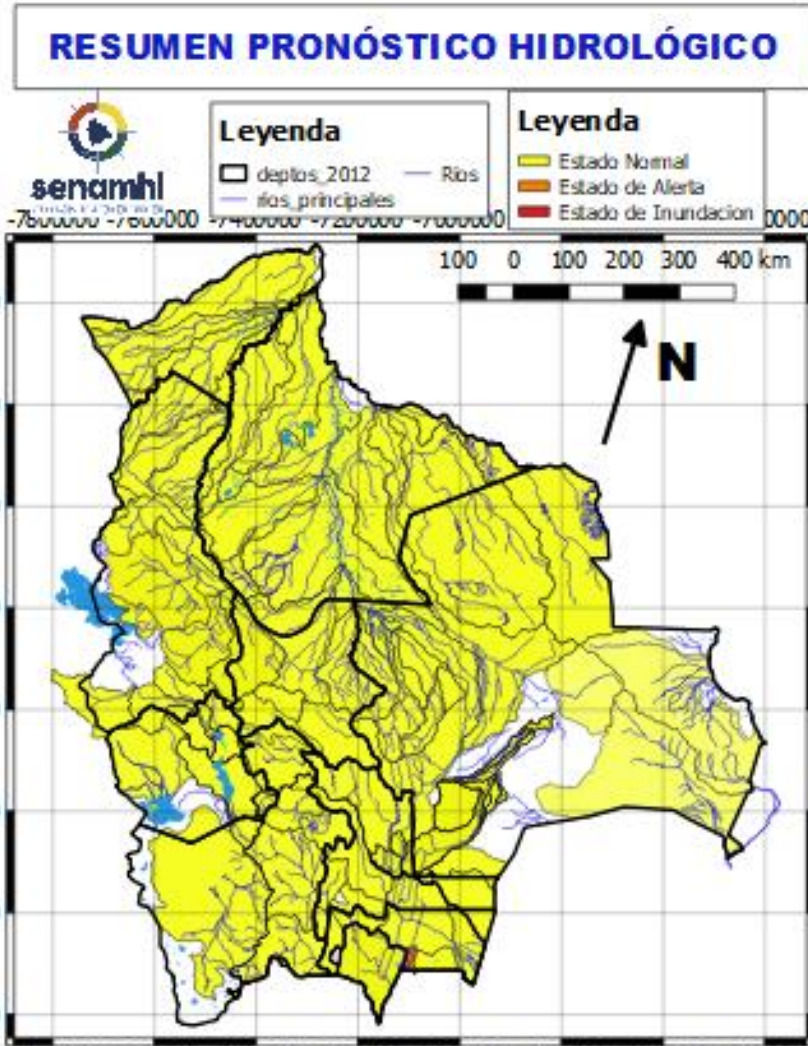 RESUMEN PRONÓSTICO HIDROLÓGICO
senamhi
Leyenda
deptos_2012 Rios
rios_principales
Leyenda
Estado Normal
Estado de Alerta
Estado de Inundacion
-7800000 -7600000 -7400000 -7200000 -7000000
100 0 100 200 300 400 km
N